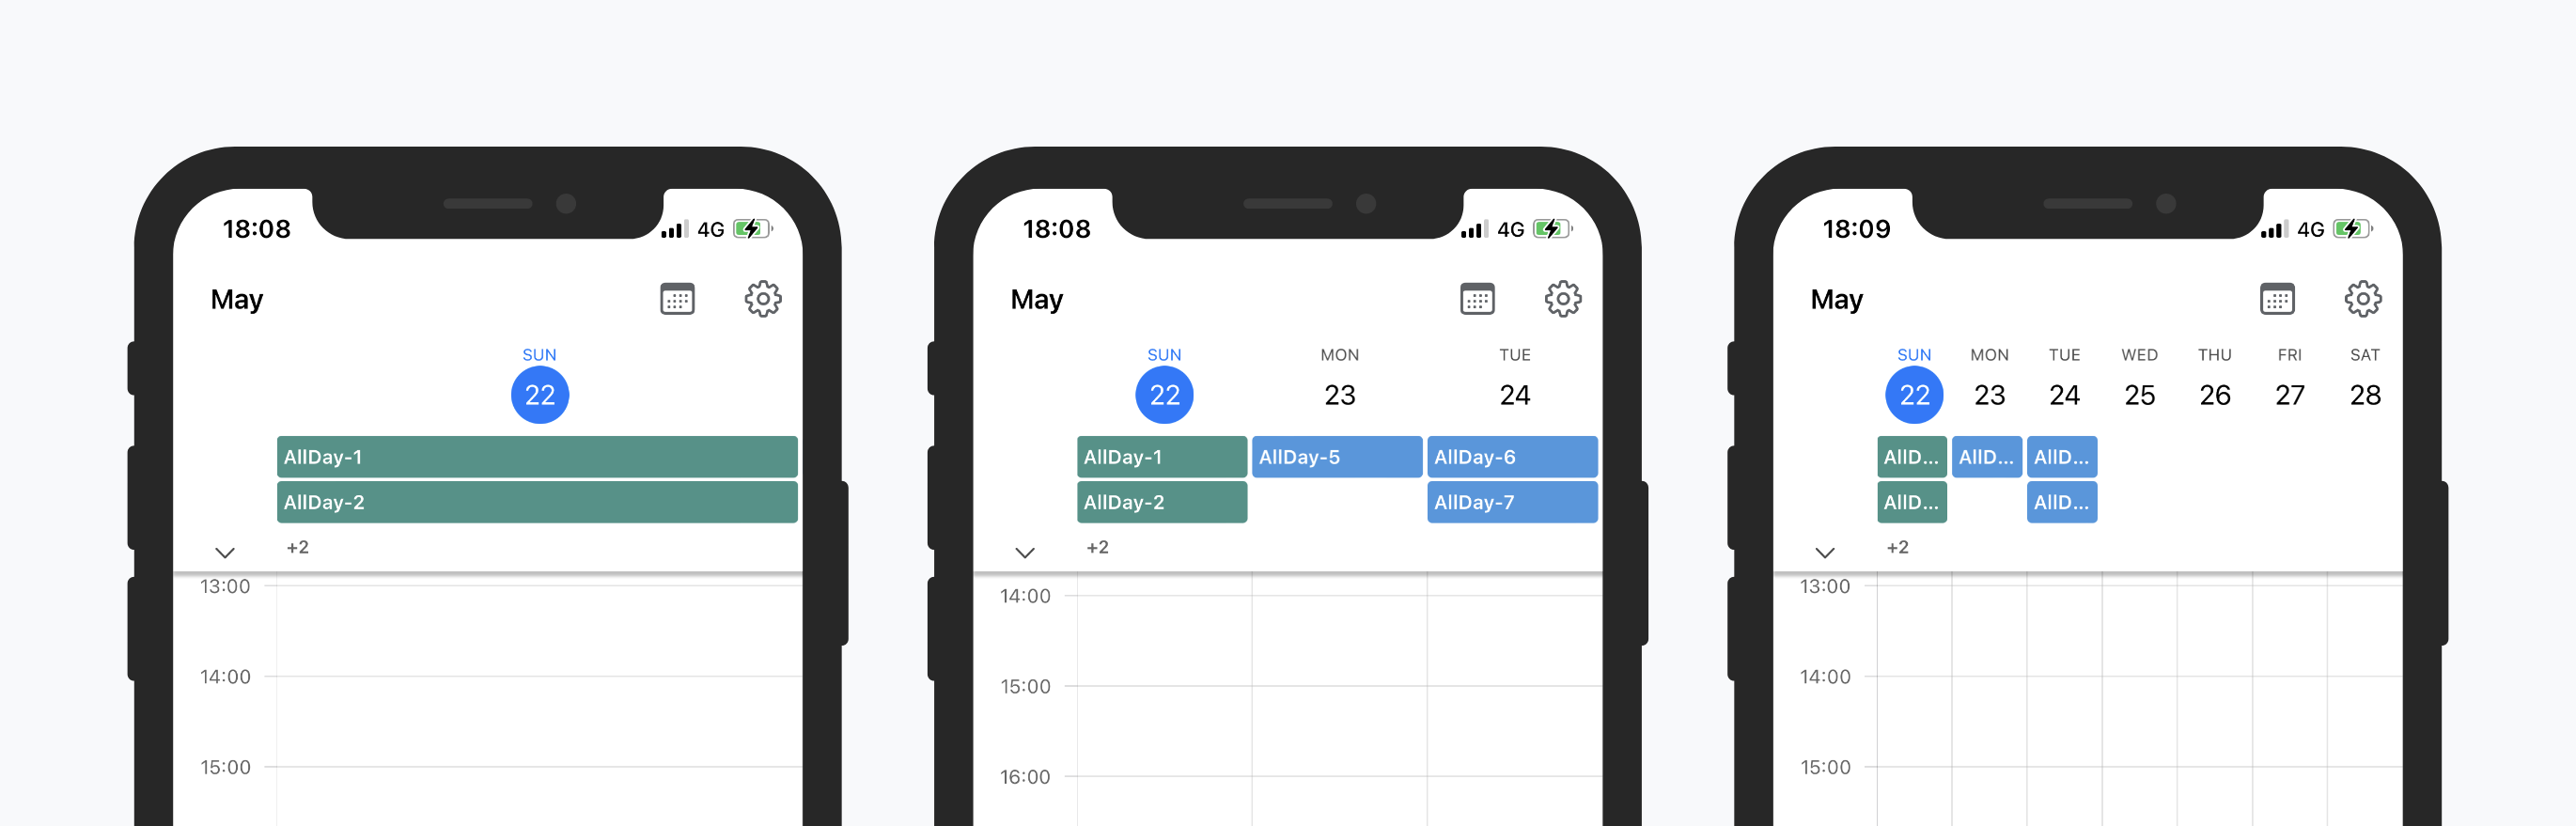 18:08 4G
May
SUN
22
AllDay-1
AllDay-2
+2
13:00
14:00
15:00
18:08 4G
May
SUN MON TUE
22 23 24
AllDay-1 AllDay-5 AllDay-6
AllDay-2 AllDay-7
+2
14:00
15:00
16:00
18:09 4G
May
SUN MON TUE WED THU FRI SAT
22 23 24 25 26 27 28
AllD... AllD... AllD...
AllD... AllD...
+2
13:00
14:00
15:00